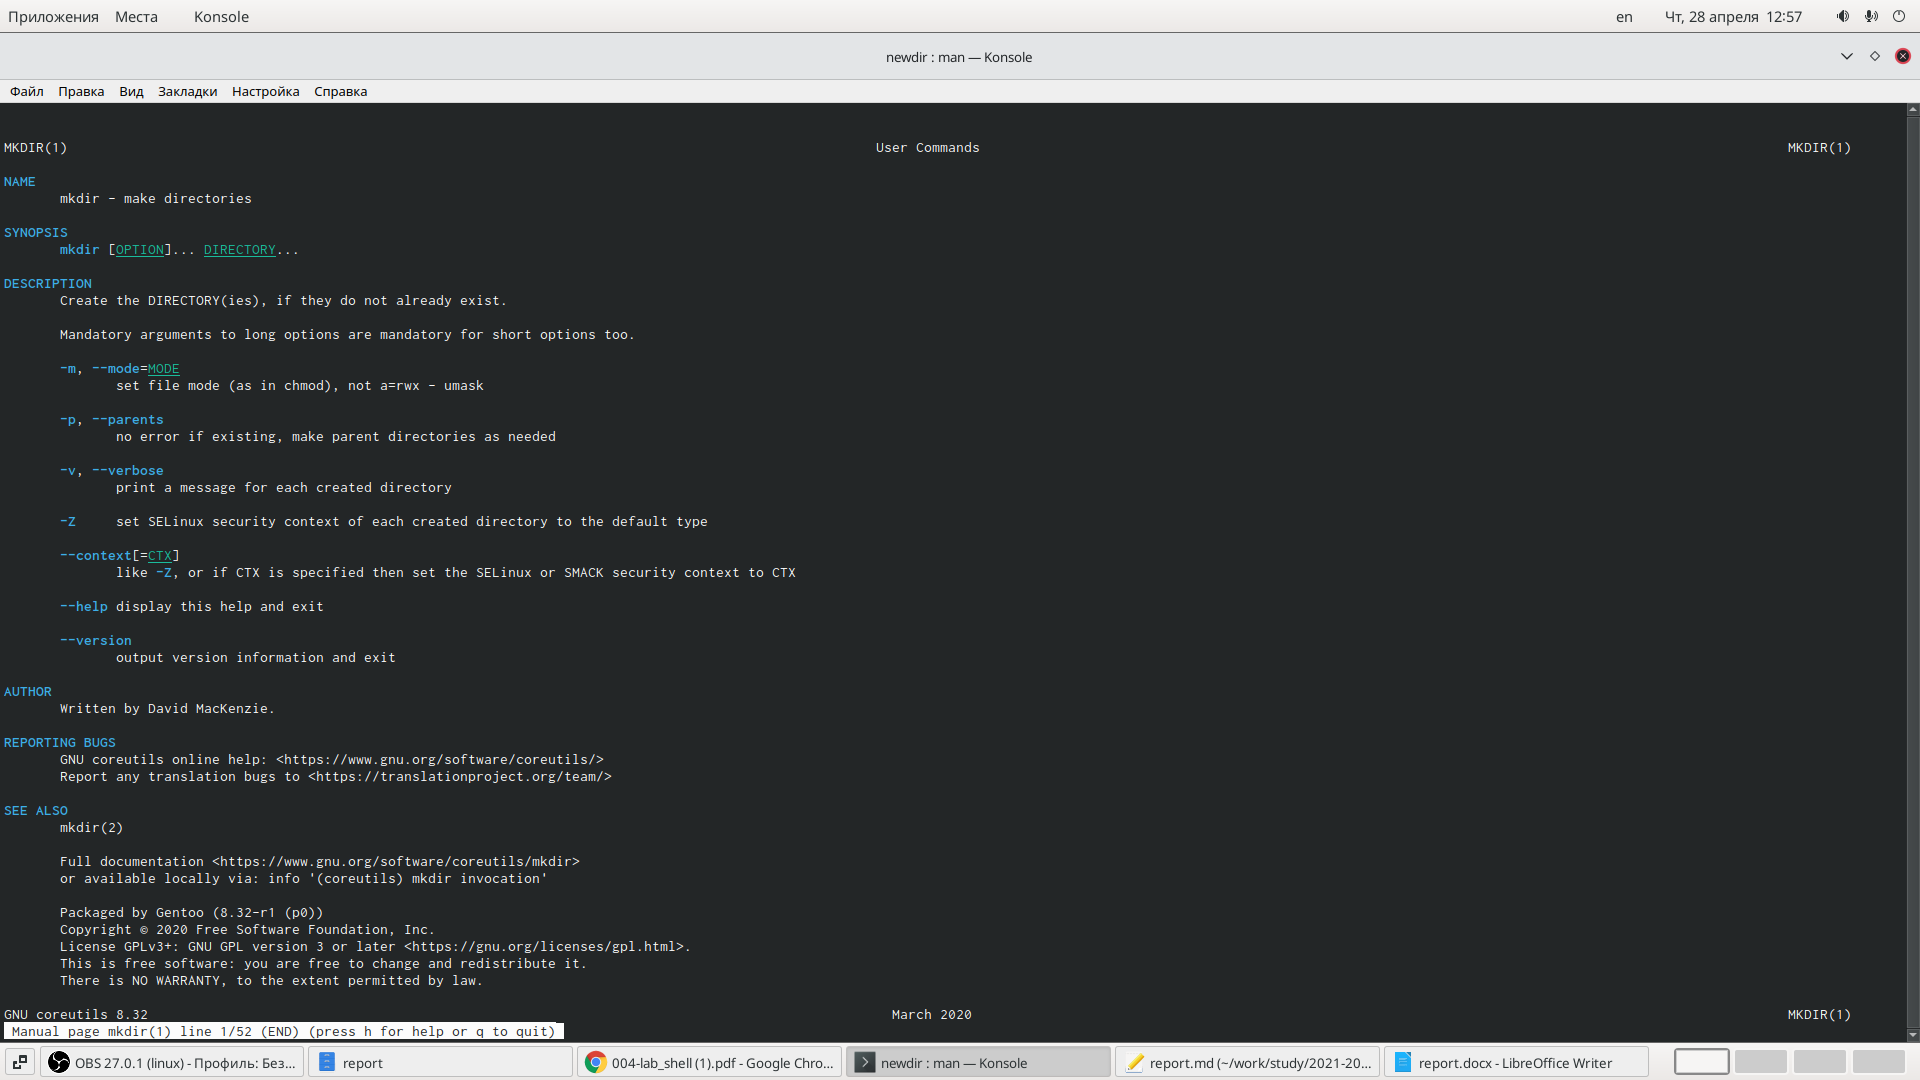 Приложения Места Konsole en Чт, 28 апреля 12:57
newdir : man — Konsole
Файл Правка Вид Закладки Настройка Справка
MKDIR(1) User Commands MKDIR(1)
NAME
mkdir - make directories
SYNOPSIS
mkdir [OPTION]... DIRECTORY...
DESCRIPTION
Create the DIRECTORY(ies), if they do not already exist.
Mandatory arguments to long options are mandatory for short options too.
-m, --mode=MODE
set file mode (as in chmod), not a=rwx - umask
-p, --parents
no error if existing, make parent directories as needed
-v, --verbose
print a message for each created directory
-Z set SELinux security context of each created directory to the default type
--context[=CTX]
like -Z, or if CTX is specified then set the SELinux or SMACK security context to CTX
--help display this help and exit
--version
output version information and exit
AUTHOR
Written by David MacKenzie.
REPORTING BUGS
GNU coreutils online help: <https://www.gnu.org/software/coreutils/>
Report any translation bugs to <https://translationproject.org/team/>
SEE ALSO
mkdir(2)
Full documentation <https://www.gnu.org/software/coreutils/mkdir>
or available locally via: info '(coreutils) mkdir invocation'
Packaged by Gentoo (8.32-r1 (p0))
Copyright © 2020 Free Software Foundation, Inc.
License GPLv3+: GNU GPL version 3 or later <https://gnu.org/licenses/gpl.html>.
This is free software: you are free to change and redistribute it.
There is NO WARRANTY, to the extent permitted by law.
GNU coreutils 8.32 March 2020 MKDIR(1)
Manual page mkdir(1) line 1/52 (END) (press h for help or q to quit)
OBS 27.0.1 (linux) - Профиль: Без... report 004-lab_shell (1).pdf - Google Chro... newdir : man — Konsole report.md (~/work/study/2021-20... report.docx - LibreOffice Writer